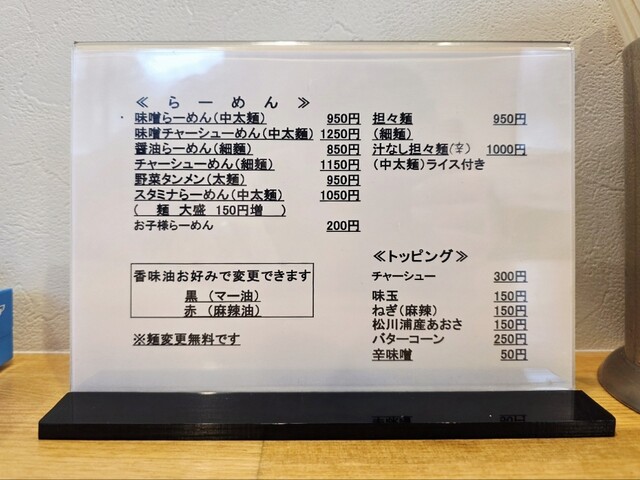 ≪ らーめん ≫
味噌らーめん(中太麺) 950円
味噌チャーシューめん(中太麺) 1250円
醤油らーめん(細麺) 850円
チャーシューめん(細麺) 1150円
野菜タンメン(太麺) 950円
スタミナらーめん(中太麺) 1050円
( 麺 大盛 150円増 )
お子様らーめん 200円
香味油お好みで変更できます
黒 (マー油)
赤 (麻辣油)
※麺変更無料です
担々麺 950円
(細麺)
汁なし担々麺(辛) 1000円
(中太麺)ライス付き
≪トッピング≫
チャーシュー 300円
味玉 150円
ねぎ(麻辣) 150円
松川浦産あおさ 150円
バターコーン 250円
辛味噌 50円